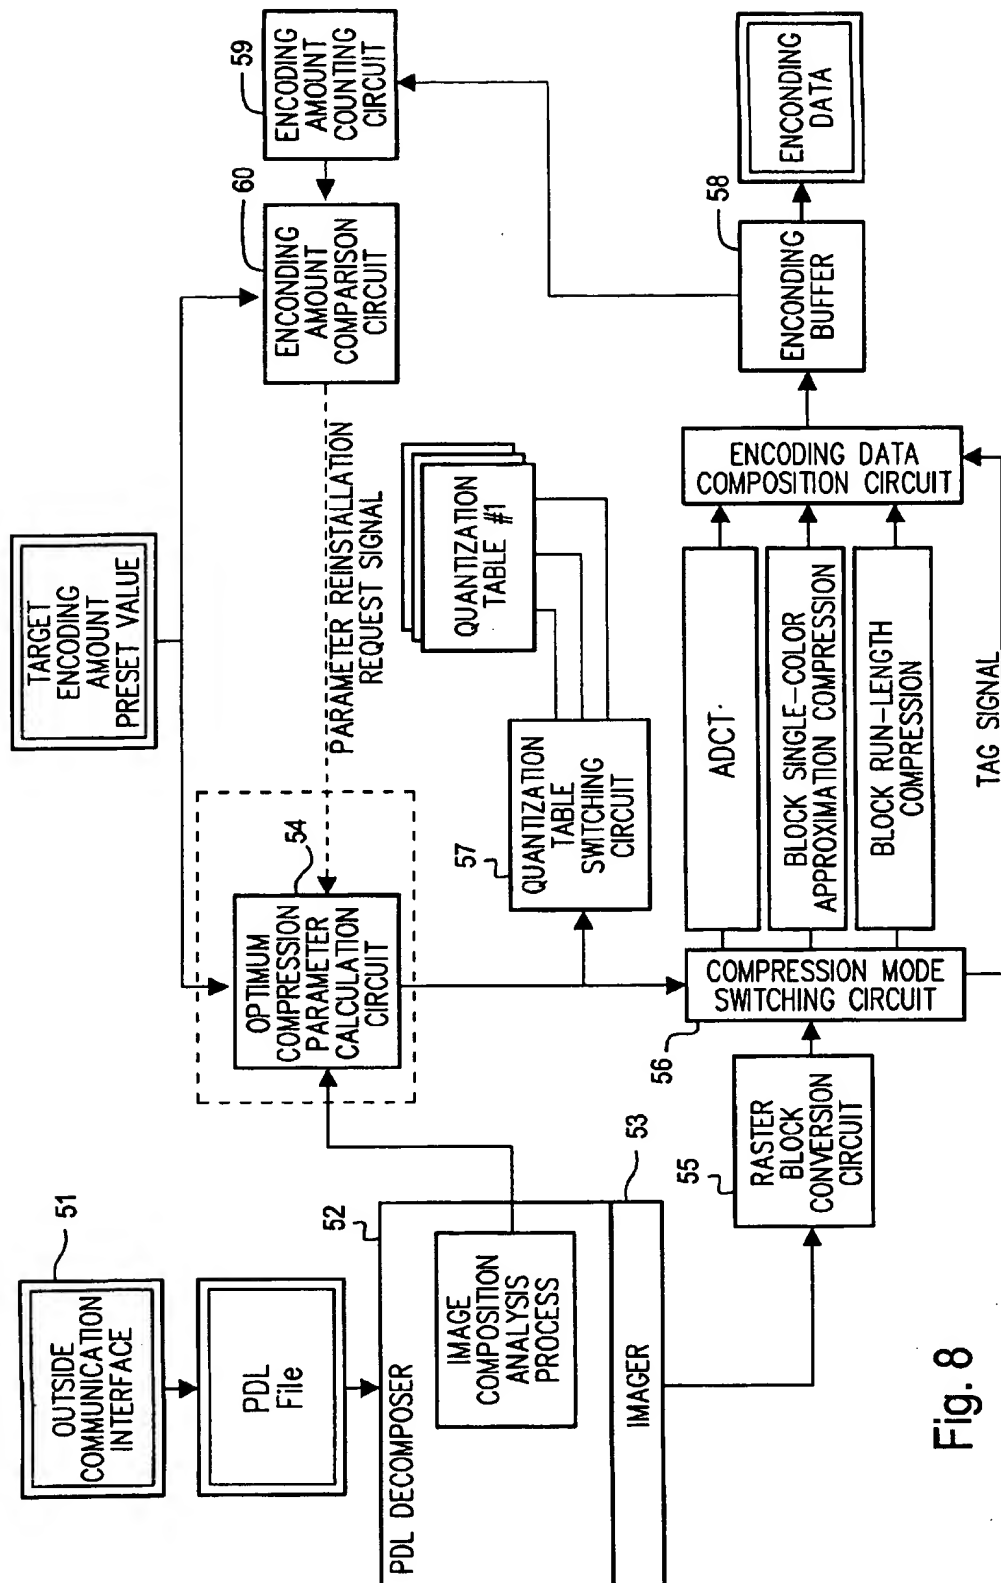 51
OUTSIDE
COMMUNICATION
INTERFACE
PDL
File
52
PDL DECOMPOSER
IMAGE
COMPOSITION
ANALYSIS
PROCESS
53
IMAGER
TARGET
ENCODING
AMOUNT
PRESET VALUE
54
OPTIMUM
COMPRESSION
PARAMETER
CALCULATION
CIRCUIT
PARAMETER REINSTALLATION
REQUEST SIGNAL
60
ENCONDING
AMOUNT
COMPARISON
CIRCUIT
59
ENCODING
AMOUNT
COUNTING
CIRCUIT
57
QUANTIZATION
TABLE
SWITCHING
CIRCUIT
QUANTIZATION
TABLE #1
55
RASTER
BLOCK
CONVERSION
CIRCUIT
56
COMPRESSION MODE
SWITCHING CIRCUIT
ADCT.
BLOCK SINGLE-COLOR
APPROXIMATION COMPRESSION
BLOCK RUN-LENGTH
COMPRESSION
TAG SIGNAL
ENCODING DATA
COMPOSITION CIRCUIT
58
ENCONDING
BUFFER
ENCONDING
DATA
Fig. 8